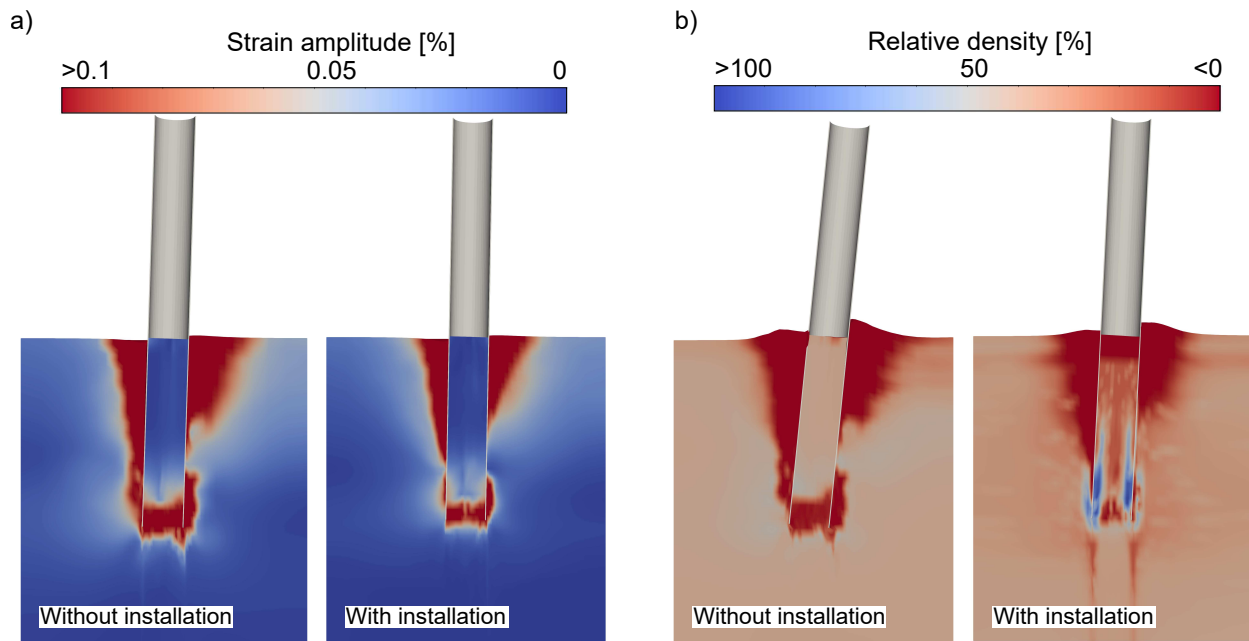 a)
Strain amplitude [%]
>0.1 0.05 0
Without installation
With installation
b)
Relative density [%]
>100 50 <0
Without installation
With installation